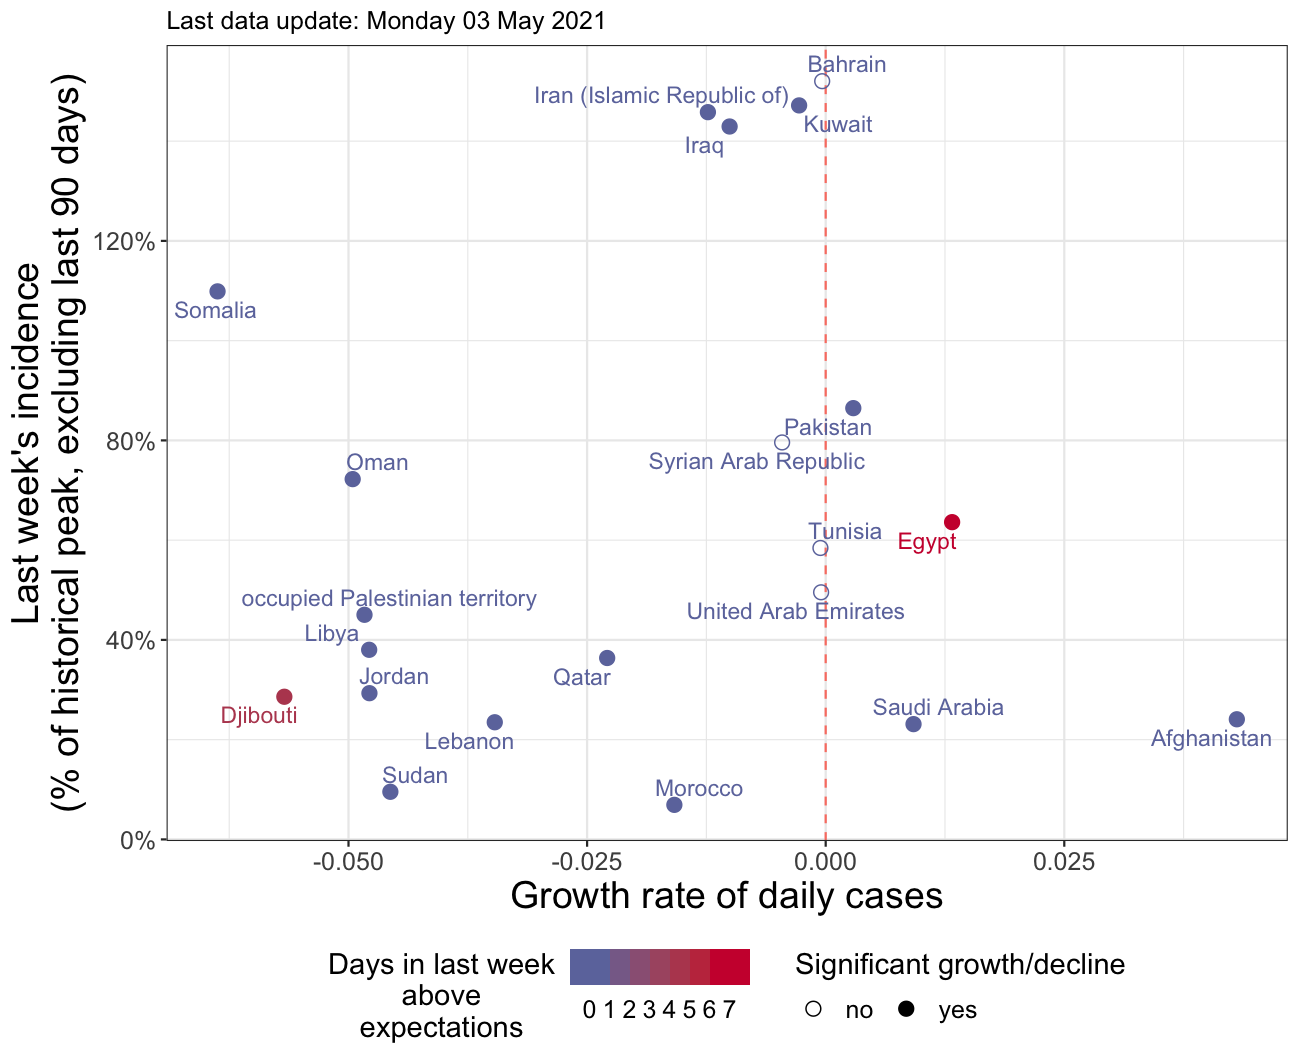 Last data update: Monday 03 May 2021
Bahrain
Iran (Islamic Republic of)
Kuwait
Iraq
120%
Somalia
Pakistan
80%
Oman
Syrian Arab Republic
Tunisia
Egypt
occupied Palestinian territory
United Arab Emirates
Libya
40%
Jordan
Qatar
Djibouti
Saudi Arabia
Lebanon
Afghanistan
Sudan
Morocco
0%
Last week's incidence
(% of historical peak, excluding last 90 days)
-0.050 -0.025 0.000 0.025
Growth rate of daily cases
Days in last week
above
expectations
0 1 2 3 4 5 6 7
Significant growth/decline
no yes